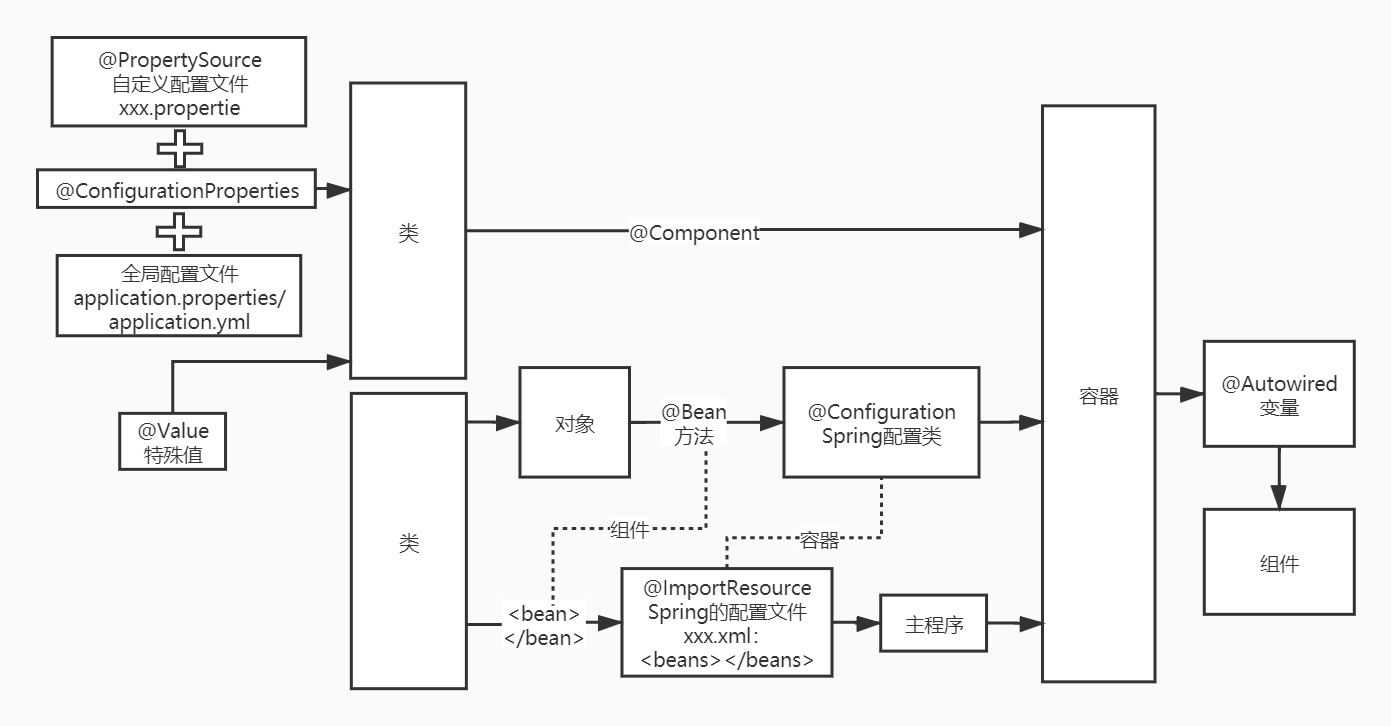 @PropertySource
自定义配置文件
xxx.propertie
@ConfigurationProperties
全局配置文件
application.properties/
application.yml
@Value
特殊值
类
@Component
类
对象
@Bean
方法
@Configuration
Spring配置类
组件
容器
<bean>
</bean>
@ImportResource
Spring的配置文件
xxx.xml：
<beans></beans>
主程序
容器
@Autowired
变量
组件